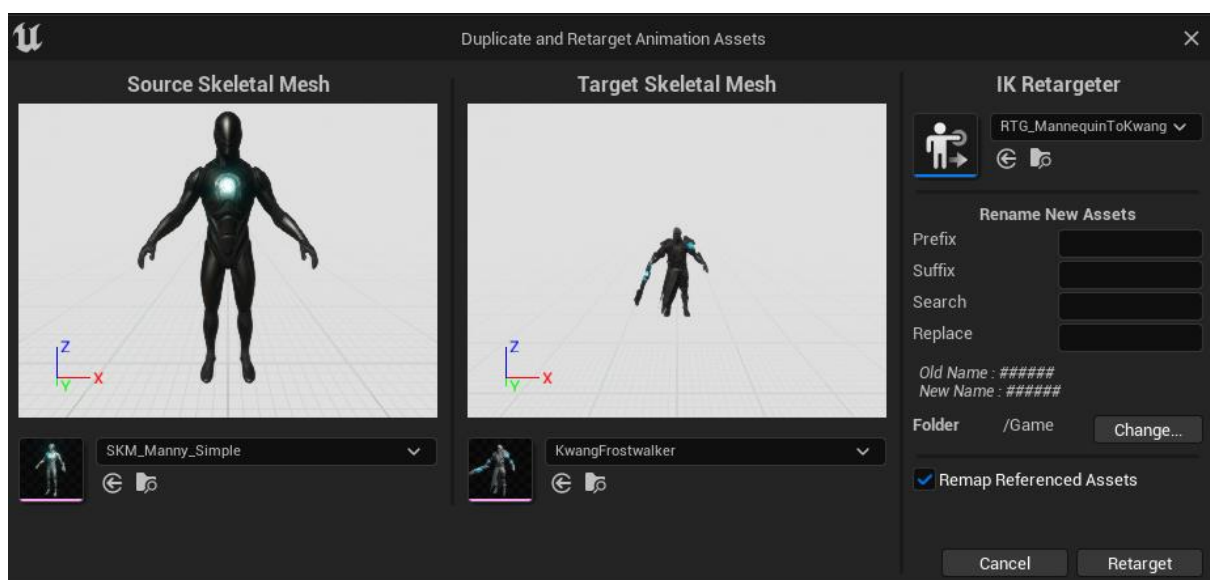 Duplicate and Retarget Animation Assets
Source Skeletal Mesh
Z
X
Y
SKM_Manny_Simple
Target Skeletal Mesh
Z
X
Y
KwangFrostwalker
IK Retargeter
RTG_MannequinToKwang
Rename New Assets
Prefix
Suffix
Search
Replace
Old Name : ######
New Name : ######
Folder /Game Change...
Remap Referenced Assets
Cancel Retarget